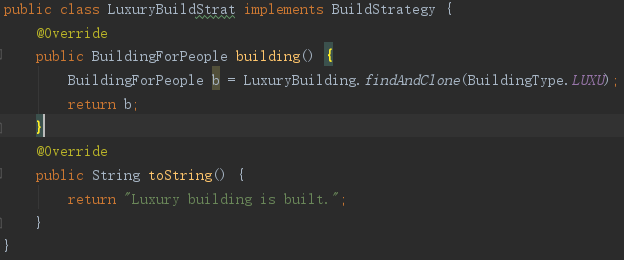 public class LuxuryBuildStrat implements BuildStrategy {
@Override
public BuildingForPeople building() {
BuildingForPeople b = LuxuryBuilding.findAndClone(BuildingType.LUXU);
return b;
}
@Override
public String toString() {
return "Luxury building is built.";
}
}